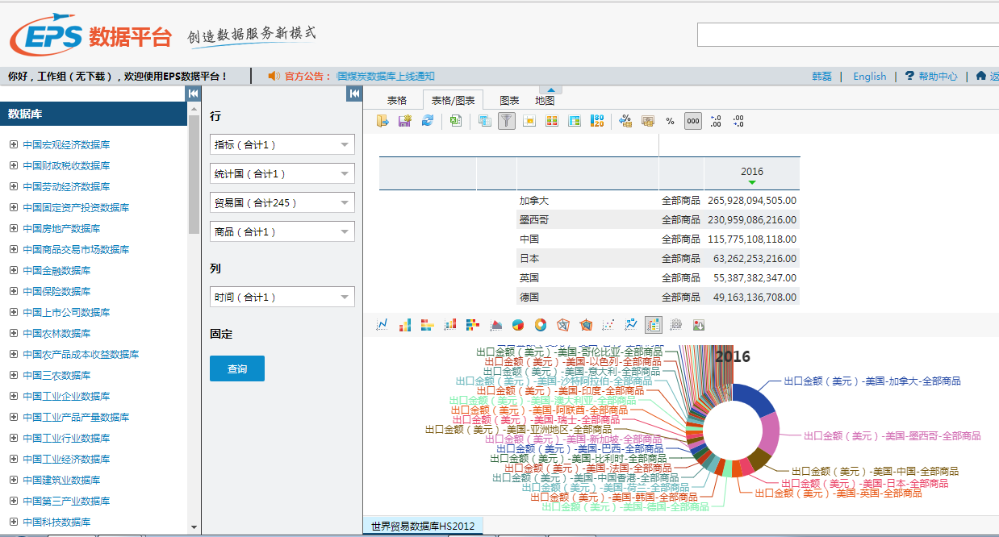 EPS 数据平台 创造数据服务新模式
你好，工作组（无下载），欢迎使用EPS数据平台！ 官方公告： 国煤炭数据库上线通知 韩磊 | English | ? 帮助中心 | 返
数据库
中国宏观经济数据库
中国财政税收数据库
中国劳动经济数据库
中国固定资产投资数据库
中国房地产数据库
中国商品交易市场数据库
中国金融数据库
中国保险数据库
中国上市公司数据库
中国农林数据库
中国农产品成本收益数据库
中国三农数据库
中国工业企业数据库
中国工业产品产量数据库
中国工业行业数据库
中国工业经济数据库
中国建筑业数据库
中国第三产业数据库
中国科技数据库
行
指标（合计1）
统计国（合计1）
贸易国（合计245）
商品（合计1）
列
时间（合计1）
固定
查询
表格 表格/图表 图表 地图
% 000 +.0 .00 .00 +.0
2016
加拿大 全部商品 265,928,094,505.00
墨西哥 全部商品 230,959,086,216.00
中国 全部商品 115,775,108,118.00
日本 全部商品 63,262,253,216.00
英国 全部商品 55,387,382,347.00
德国 全部商品 49,163,136,708.00
2016
出口金额（美元）-美国-哥伦比亚-全部商品
出口金额（美元）-美国-以色列-全部商品
出口金额（美元）-美国-意大利-全部商品
出口金额（美元）-美国-沙特阿拉伯-全部商品
出口金额（美元）-美国-印度-全部商品
出口金额（美元）-美国-澳大利亚-全部商品
出口金额（美元）-美国-阿联酋-全部商品
出口金额（美元）-美国-瑞士-全部商品
出口金额（美元）-美国-亚洲地区-全部商品
出口金额（美元）-美国-新加坡-全部商品
出口金额（美元）-美国-巴西-全部商品
出口金额（美元）-美国-比利时-全部商品
出口金额（美元）-美国-法国-全部商品
出口金额（美元）-美国-中国香港-全部商品
出口金额（美元）-美国-荷兰-全部商品
出口金额（美元）-美国-韩国-全部商品
出口金额（美元）-美国-德国-全部商品
出口金额（美元）-美国-加拿大-全部商品
出口金额（美元）-美国-墨西哥-全部商品
出口金额（美元）-美国-中国-全部商品
出口金额（美元）-美国-日本-全部商品
出口金额（美元）-美国-英国-全部商品
世界贸易数据库HS2012